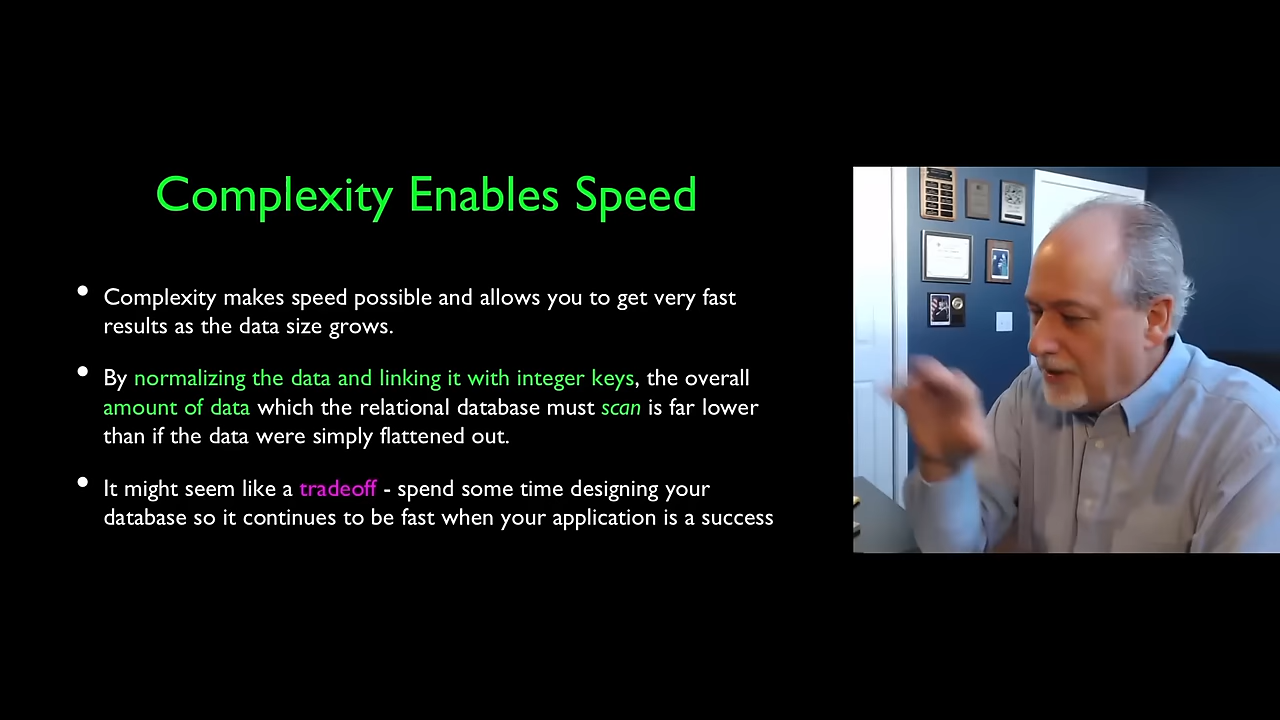 Complexity Enables Speed
• Complexity makes speed possible and allows you to get very fast
results as the data size grows.
• By normalizing the data and linking it with integer keys, the overall
amount of data which the relational database must scan is far lower
than if the data were simply flattened out.
• It might seem like a tradeoff - spend some time designing your
database so it continues to be fast when your application is a success